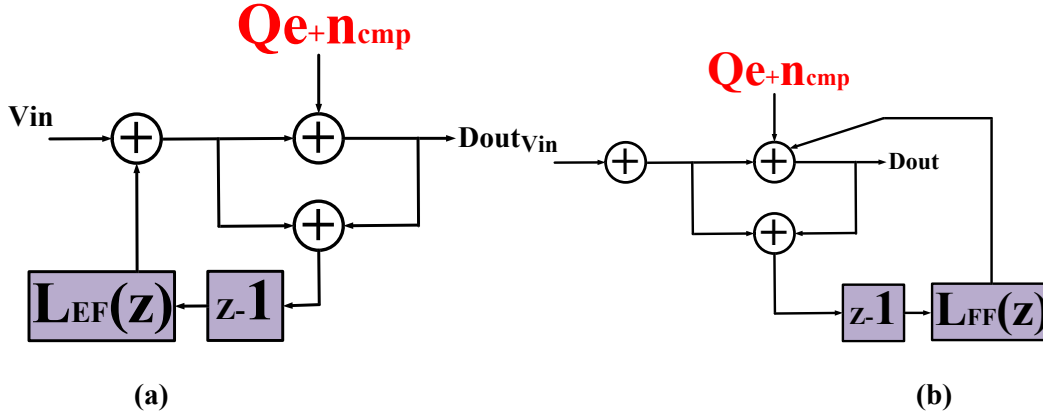 Qe+ncmp
Vin
+
+
Dout
+
LEF(z)
z-1
(a)
Qe+ncmp
Vin
+
+
Dout
+
z-1
LFF(z)
(b)